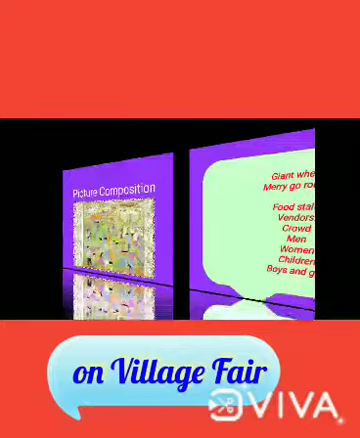 Picture Composition
Giant whe
Merry go ro
Food stal
Vendors
Crowd
Men
Women
Children
Boys and g
on Village Fair
VIVA